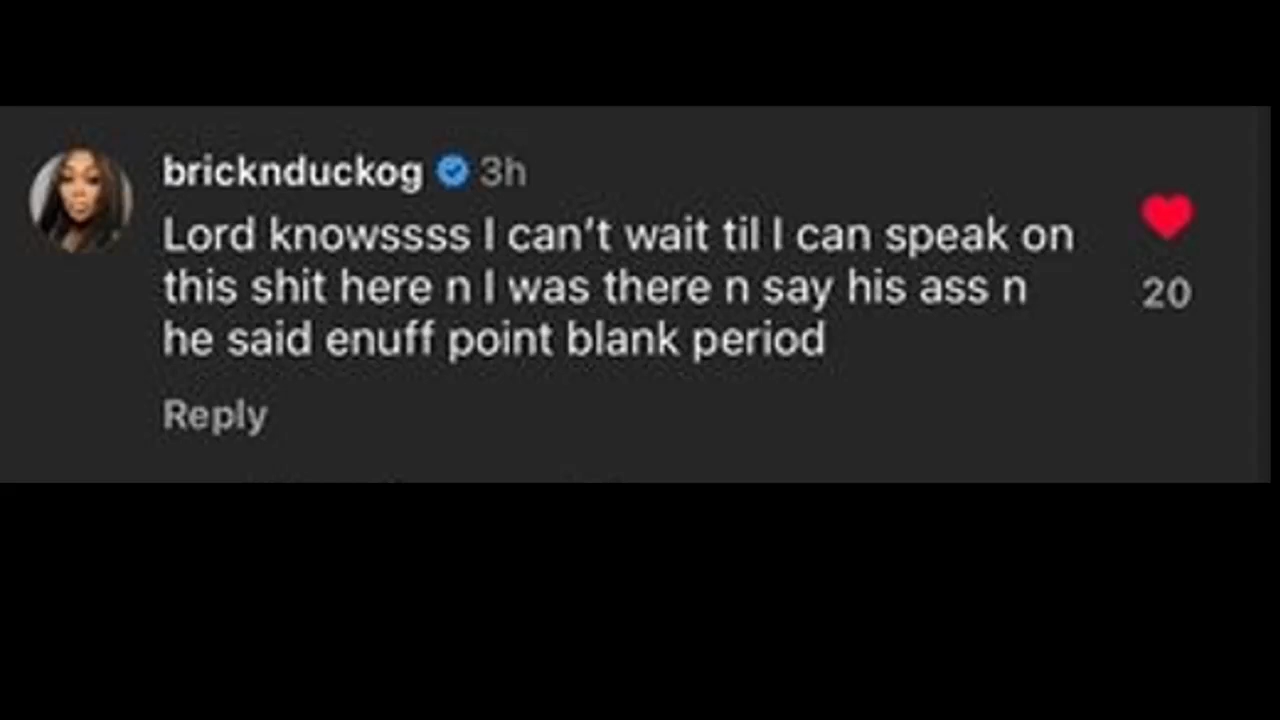 bricknduckog 3h
Lord knowssss I can't wait til I can speak on
this shit here n I was there n say his ass n
he said enuff point blank period
20
Reply